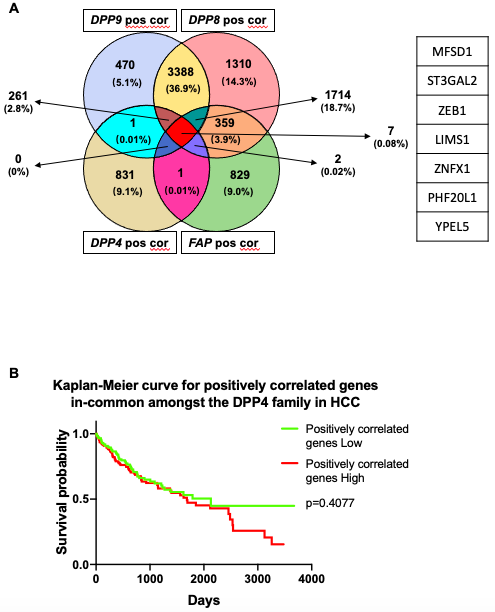 A
DPP9 pos cor
DPP8 pos cor
470
(5.1%)
3388
(36.9%)
1310
(14.3%)
261
(2.8%)
1714
(18.7%)
1
(0.01%)
359
(3.9%)
7
(0.08%)
0
(0%)
2
(0.02%)
831
(9.1%)
1
(0.01%)
829
(9.0%)
DPP4 pos cor
FAP pos cor
MFSD1
ST3GAL2
ZEB1
LIMS1
ZNFX1
PHF20L1
YPEL5
B
Kaplan-Meier curve for positively correlated genes
in-common amongst the DPP4 family in HCC
Survival probability
1.0
0.5
0.0
0
1000
2000
3000
4000
Days
Positively correlated
genes Low
Positively correlated
genes High
p=0.4077